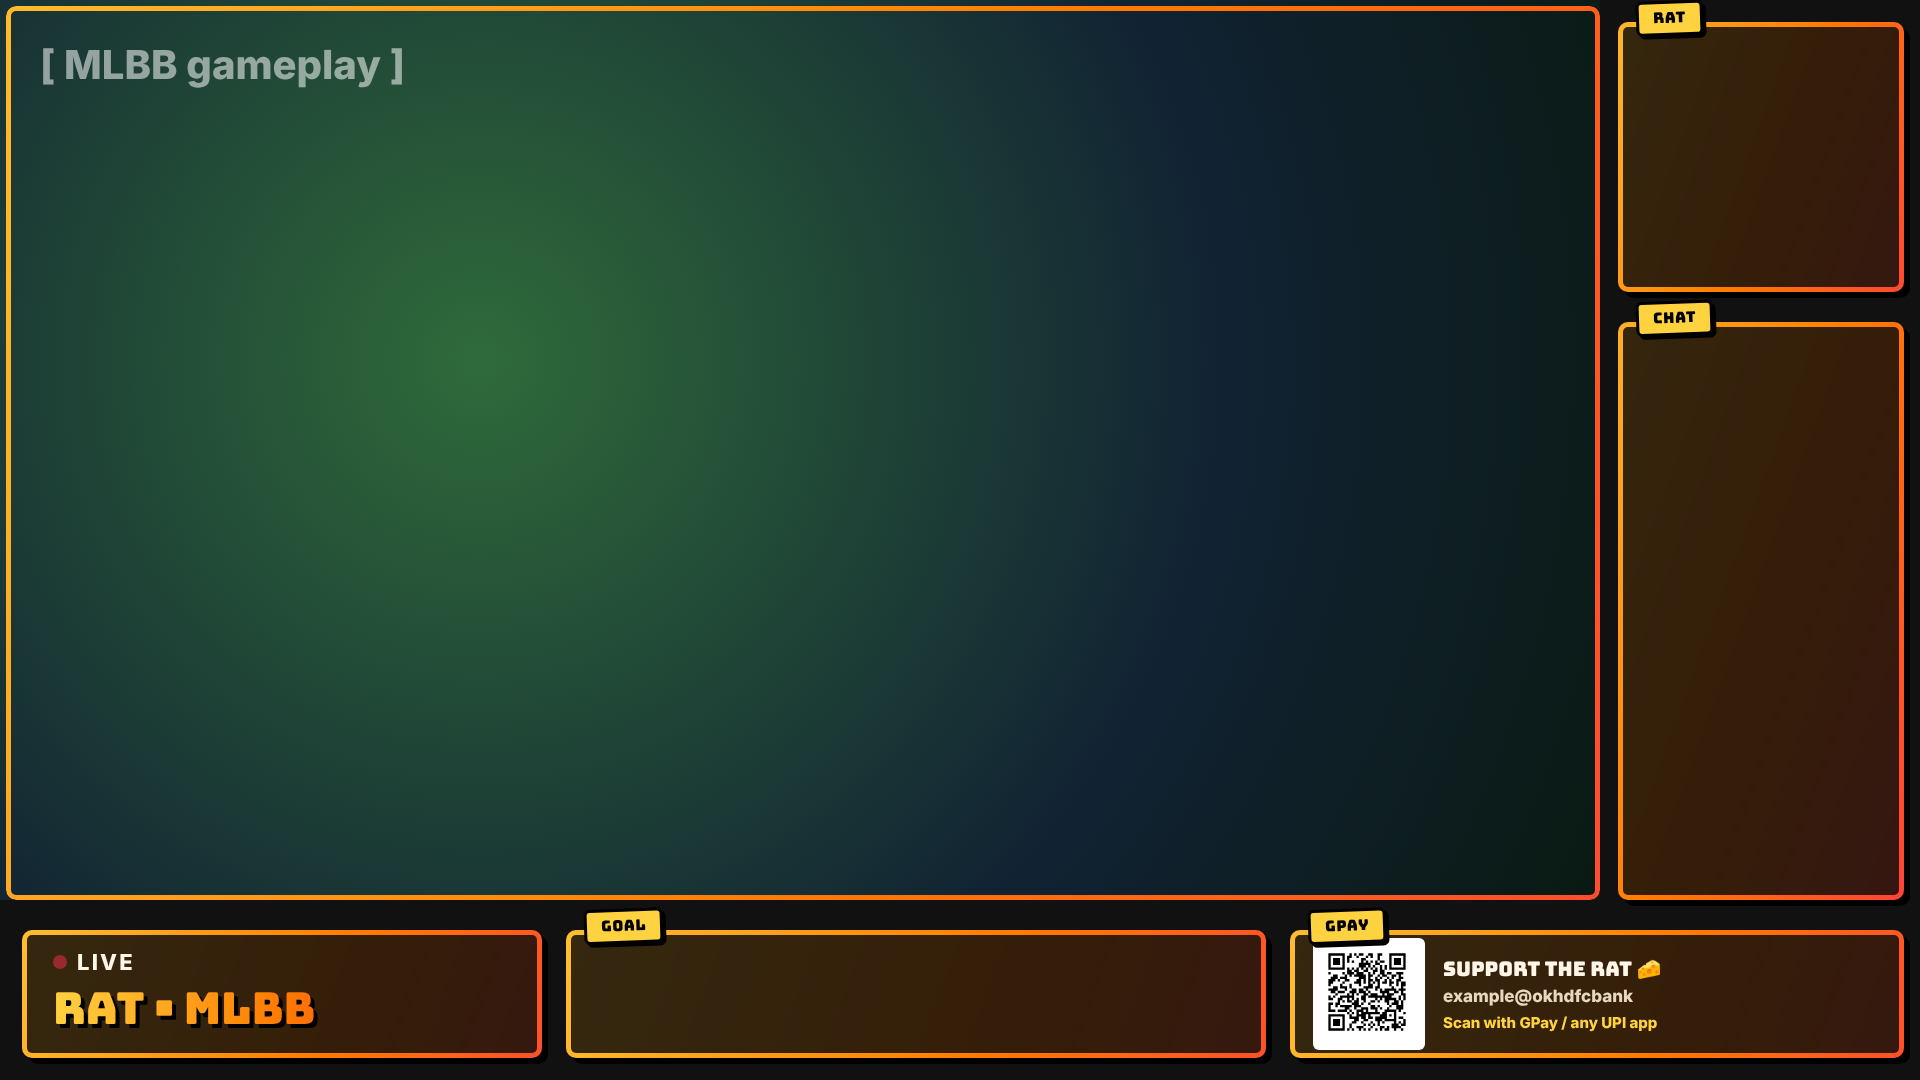 [ MLBB gameplay ]
RAT
CHAT
LIVE
RAT ▪ MLBB
GOAL
GPAY
SUPPORT THE RAT 🧀
example@okhdfcbank
Scan with GPay / any UPI app